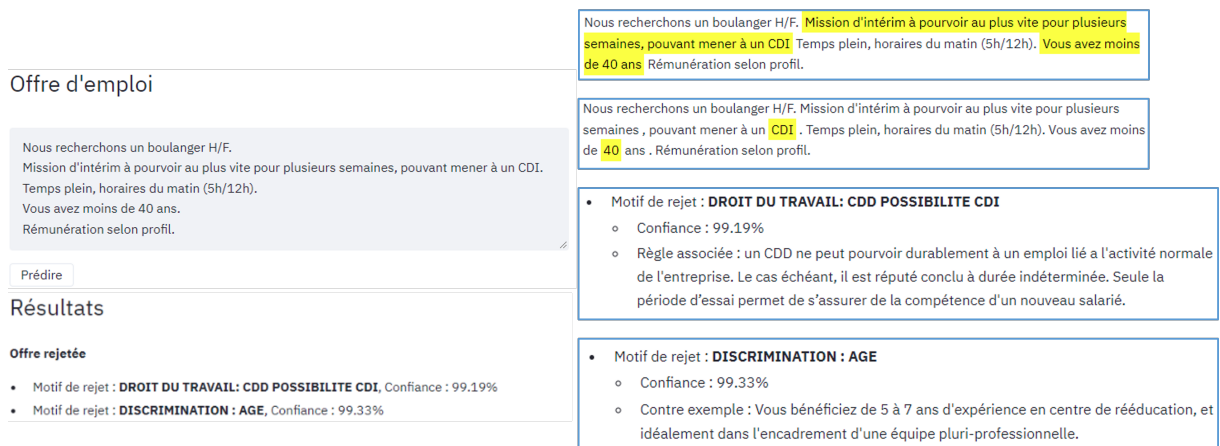 Offre d'emploi
Nous recherchons un boulanger H/F.
Mission d'intérim à pourvoir au plus vite pour plusieurs semaines, pouvant mener à un CDI.
Temps plein, horaires du matin (5h/12h).
Vous avez moins de 40 ans.
Rémunération selon profil.
Prédire
Résultats
Offre rejetée
• Motif de rejet : DROIT DU TRAVAIL: CDD POSSIBILITE CDI, Confiance : 99.19%
• Motif de rejet : DISCRIMINATION : AGE, Confiance : 99.33%
Nous recherchons un boulanger H/F. Mission d'intérim à pourvoir au plus vite pour plusieurs
semaines, pouvant mener à un CDI Temps plein, horaires du matin (5h/12h). Vous avez moins
de 40 ans Rémunération selon profil.
Nous recherchons un boulanger H/F. Mission d'intérim à pourvoir au plus vite pour plusieurs
semaines , pouvant mener à un CDI . Temps plein, horaires du matin (5h/12h). Vous avez moins
de 40 ans . Rémunération selon profil.
• Motif de rejet : DROIT DU TRAVAIL: CDD POSSIBILITE CDI
○ Confiance : 99.19%
○ Règle associée : un CDD ne peut pourvoir durablement à un emploi lié a l'activité normale
de l'entreprise. Le cas échéant, il est réputé conclu à durée indéterminée. Seule la
période d’essai permet de s’assurer de la compétence d'un nouveau salarié.
• Motif de rejet : DISCRIMINATION : AGE
○ Confiance : 99.33%
○ Contre exemple : Vous bénéficiez de 5 à 7 ans d'expérience en centre de rééducation, et
idéalement dans l'encadrement d'une équipe pluri-professionnelle.